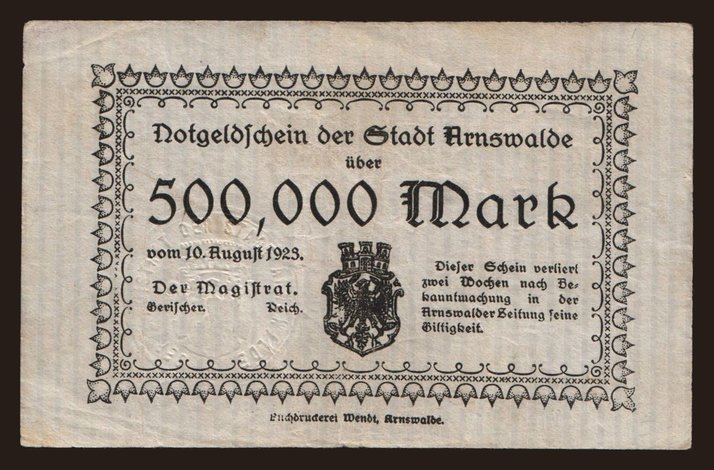 Notgeldschein der Stadt Arnswalde
über
500,000 Mark
vom 10. August 1923.
Der Magistrat.
Gerischer. Reich.
Dieser Schein verliert
zwei Wochen nach Be-
kanntmachung in der
Arnswalder Zeitung seine
Giltigkeit.
Buchdruckerei Wendt, Arnswalde.